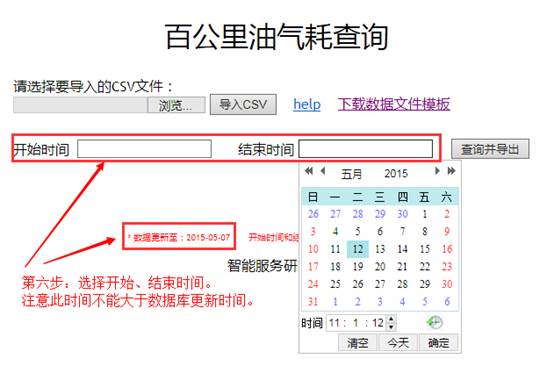 百公里油气耗查询
请选择要导入的CSV文件：
浏览... 导入CSV help 下载数据文件模板
开始时间 结束时间 查询并导出
五月 2015
日 一 二 三 四 五 六
26 27 28 29 30 1 2
3 4 5 6 7 8 9
10 11 12 13 14 15 16
17 18 19 20 21 22 23
24 25 26 27 28 29 30
31 1 2 3 4 5 6
时间 11 : 1 : 12
清空 今天 确定
* 数据更新至：2015-05-07 开始时间和结
智能服务研
第六步：选择开始、结束时间。
注意此时间不能大于数据库更新时间。